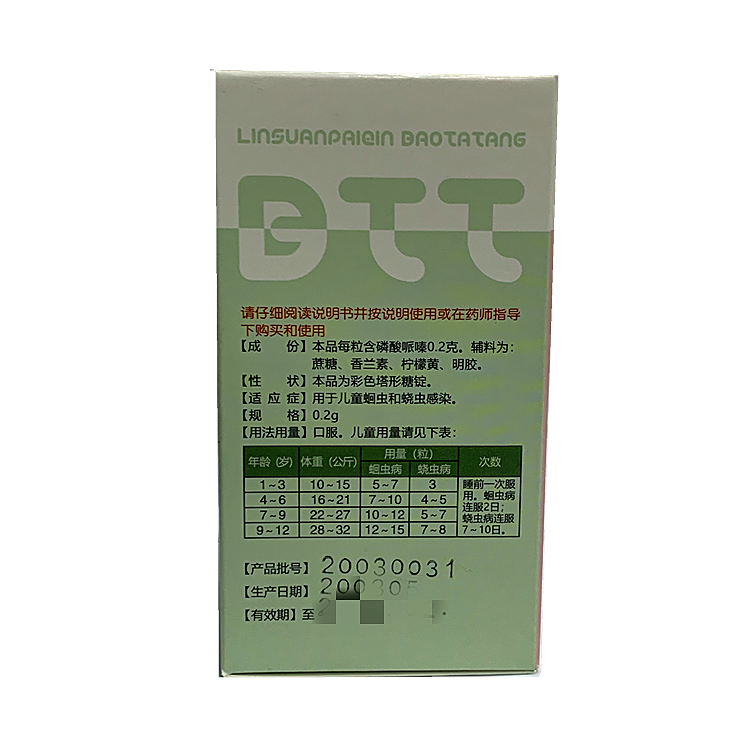 LINSUANPAIQIN BAOTATANG
BTT
请仔细阅读说明书并按说明使用或在药师指导
下购买和使用
【成 份】本品每粒含磷酸哌嗪0.2克。辅料为：
蔗糖、香兰素、柠檬黄、明胶。
【性 状】本品为彩色塔形糖锭。
【适 应 症】用于儿童蛔虫和蛲虫感染。
【规 格】0.2g
【用法用量】口服。儿童用量请见下表：
年龄（岁） 体重（公斤） 用量（粒） 次数
蛔虫病 蛲虫病
1～3 10～15 5～7 3 睡前一次服
4～6 16～21 7～10 4～5 用。蛔虫病
连服2日；
7～9 22～27 10～12 5～7 蛲虫病连服
9～12 28～32 12～15 7～8 7～10日。
【产品批号】20030031
【生产日期】
【有效期】至